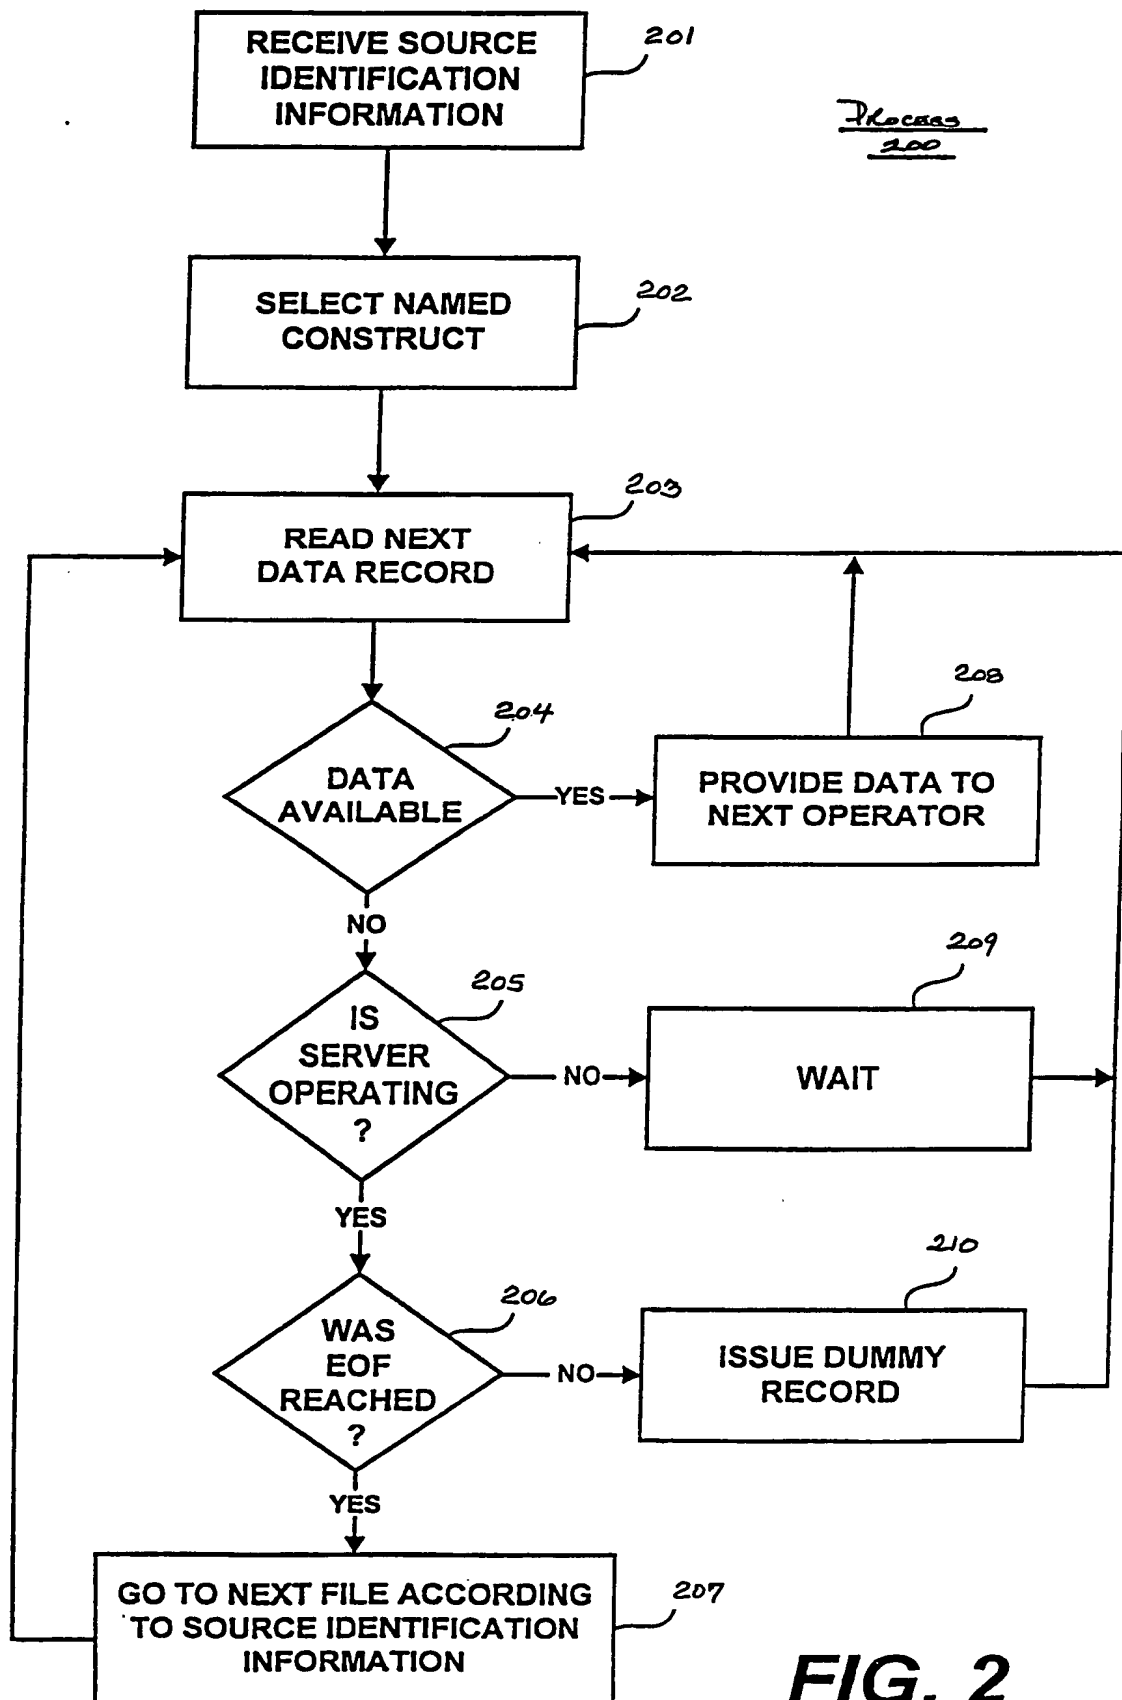 RECEIVE SOURCE
IDENTIFICATION
INFORMATION
201
Process
200
SELECT NAMED
CONSTRUCT
202
READ NEXT
DATA RECORD
203
DATA
AVAILABLE
204
YES
PROVIDE DATA TO
NEXT OPERATOR
208
NO
IS
SERVER
OPERATING
?
205
NO
WAIT
209
YES
WAS
EOF
REACHED
?
206
NO
ISSUE DUMMY
RECORD
210
YES
GO TO NEXT FILE ACCORDING
TO SOURCE IDENTIFICATION
INFORMATION
207
FIG. 2